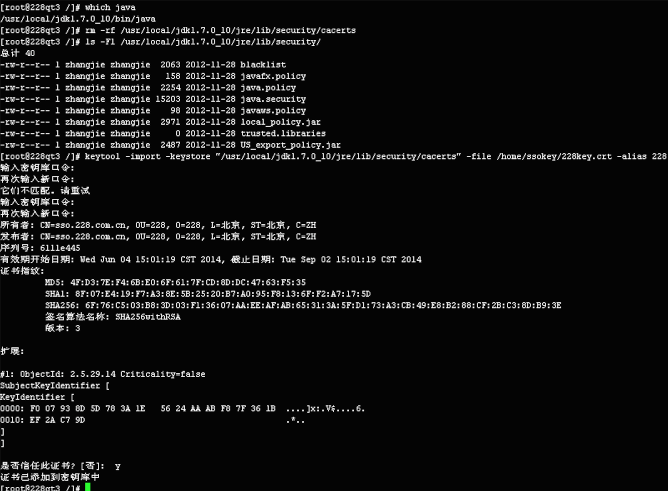 [root@228qt3 /]# which java
/usr/local/jdk1.7.0_10/bin/java
[root@228qt3 /]# rm -rf /usr/local/jdk1.7.0_10/jre/lib/security/cacerts
[root@228qt3 /]# ls -Fl /usr/local/jdk1.7.0_10/jre/lib/security/
总计 40
-rw-r--r-- 1 zhangjie zhangjie 2063 2012-11-28 blacklist
-rw-r--r-- 1 zhangjie zhangjie 158 2012-11-28 javafx.policy
-rw-r--r-- 1 zhangjie zhangjie 2254 2012-11-28 java.policy
-rw-r--r-- 1 zhangjie zhangjie 15203 2012-11-28 java.security
-rw-r--r-- 1 zhangjie zhangjie 98 2012-11-28 javaws.policy
-rw-r--r-- 1 zhangjie zhangjie 2971 2012-11-28 local_policy.jar
-rw-r--r-- 1 zhangjie zhangjie 0 2012-11-28 trusted.libraries
-rw-r--r-- 1 zhangjie zhangjie 2487 2012-11-28 US_export_policy.jar
[root@228qt3 /]# keytool -import -keystore "/usr/local/jdk1.7.0_10/jre/lib/security/cacerts" -file /home/ssokey/228key.crt -alias 228
输入密钥库口令:
再次输入新口令:
它们不匹配。请重试
输入密钥库口令:
再次输入新口令:
所有者: CN=sso.228.com.cn, OU=228, O=228, L=北京, ST=北京, C=ZH
发布者: CN=sso.228.com.cn, OU=228, O=228, L=北京, ST=北京, C=ZH
序列号: 6111e445
有效期开始日期: Wed Jun 04 15:01:19 CST 2014, 截止日期: Tue Sep 02 15:01:19 CST 2014
证书指纹:
MD5: 4F:D3:7E:F4:6B:E0:6F:61:7F:CD:8D:DC:47:63:F5:35
SHA1: 8F:07:E4:19:F7:A3:8E:5B:25:20:B7:A0:95:F8:13:6F:F2:A7:17:5D
SHA256: 6F:76:C5:03:B8:3D:03:F1:36:07:AA:EE:AF:AB:65:31:3A:5F:D1:73:A3:CB:49:E8:B2:88:CF:2B:C3:8D:B9:3E
签名算法名称: SHA256withRSA
版本: 3
扩展:
#1: ObjectId: 2.5.29.14 Criticality=false
SubjectKeyIdentifier [
KeyIdentifier [
0000: F0 07 93 8D 5D 78 3A 1E 56 24 AA AB F8 7F 36 1B ....]x:.V$....6.
0010: EF 2A C7 9D .*..
]
]
是否信任此证书? [否]: y
证书已添加到密钥库中
[root@228qt3 /]#